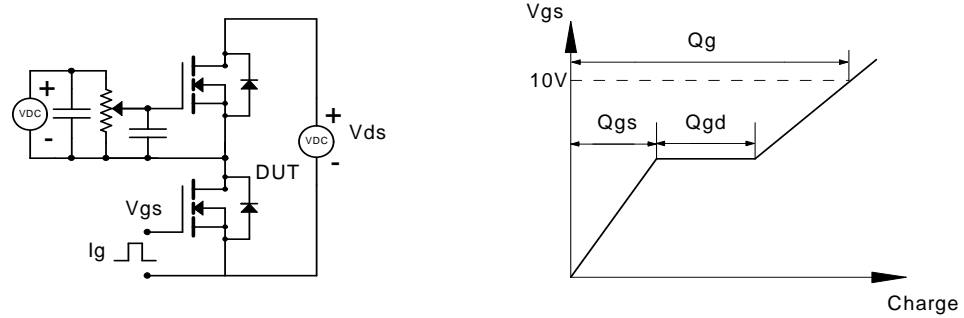 +
VDC
-
+
VDC
-
Vds
DUT
Vgs
Ig
Vgs
Qg
10V
Qgs
Qgd
Charge